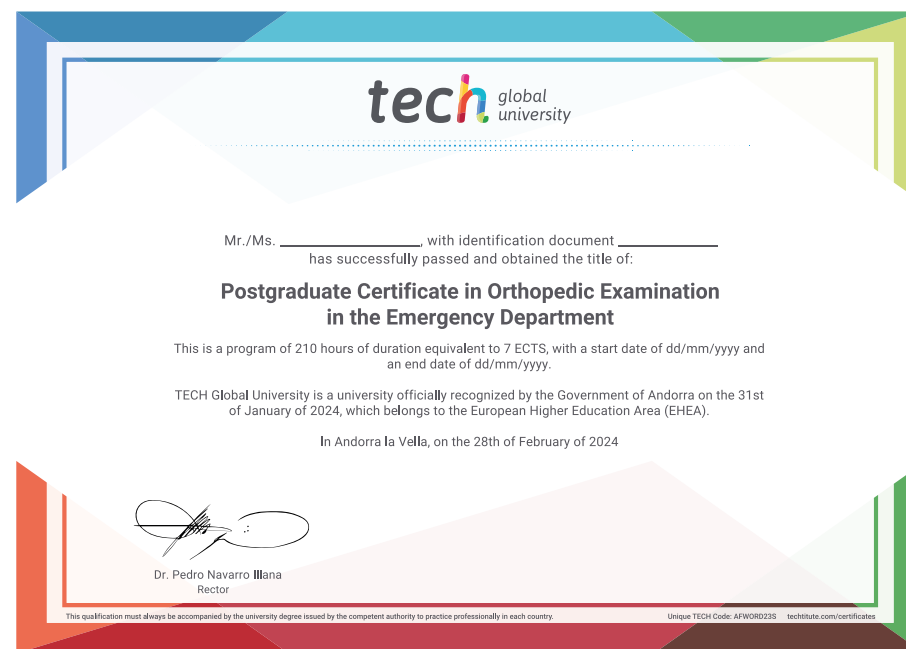 tech global
university
Mr./Ms. ____________, with identification document ____________
has successfully passed and obtained the title of:
Postgraduate Certificate in Orthopedic Examination
in the Emergency Department
This is a program of 210 hours of duration equivalent to 7 ECTS, with a start date of dd/mm/yyyy and
an end date of dd/mm/yyyy.
TECH Global University is a university officially recognized by the Government of Andorra on the 31st
of January of 2024, which belongs to the European Higher Education Area (EHEA).
In Andorra la Vella, on the 28th of February of 2024
Dr. Pedro Navarro Illana
Rector
This qualification must always be accompanied by the university degree issued by the competent authority to practice professionally in each country.
Unique TECH Code: AFWORD23S techtitute.com/certificates